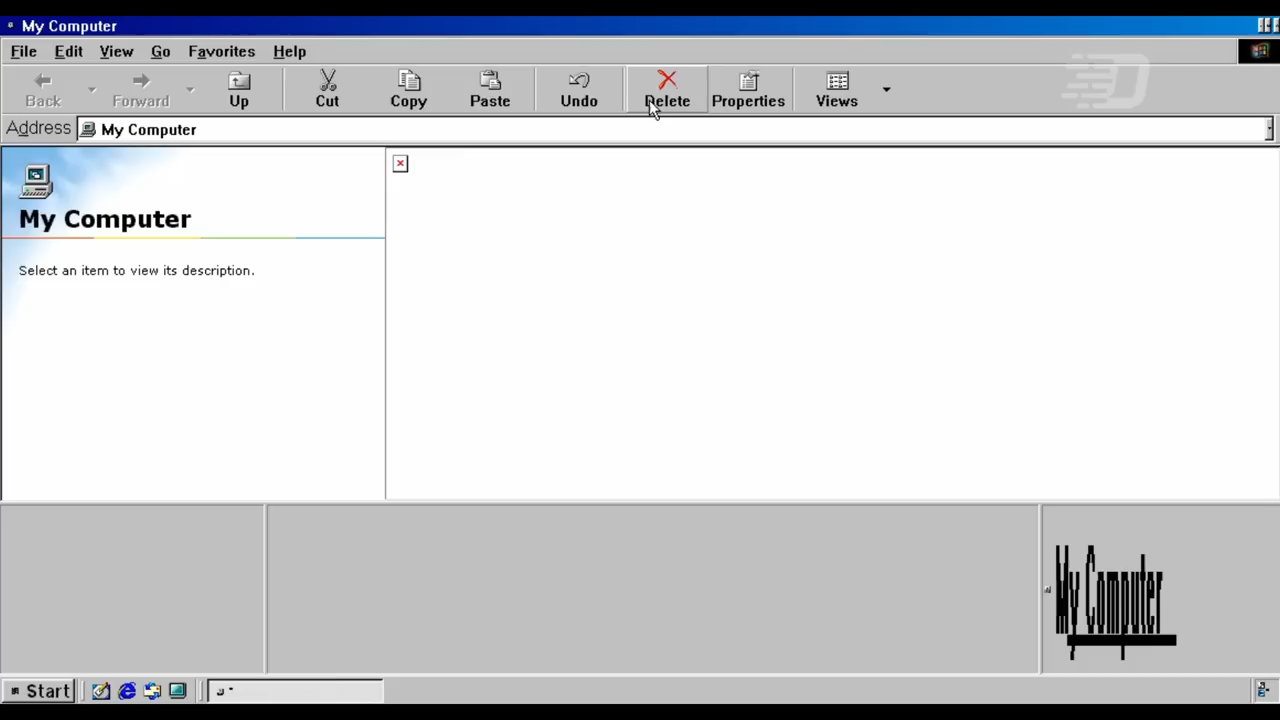 My Computer
File Edit View Go Favorites Help
Back Forward Up Cut Copy Paste Undo Delete Properties Views
Address My Computer
My Computer
Select an item to view its description.
My Computer
Start